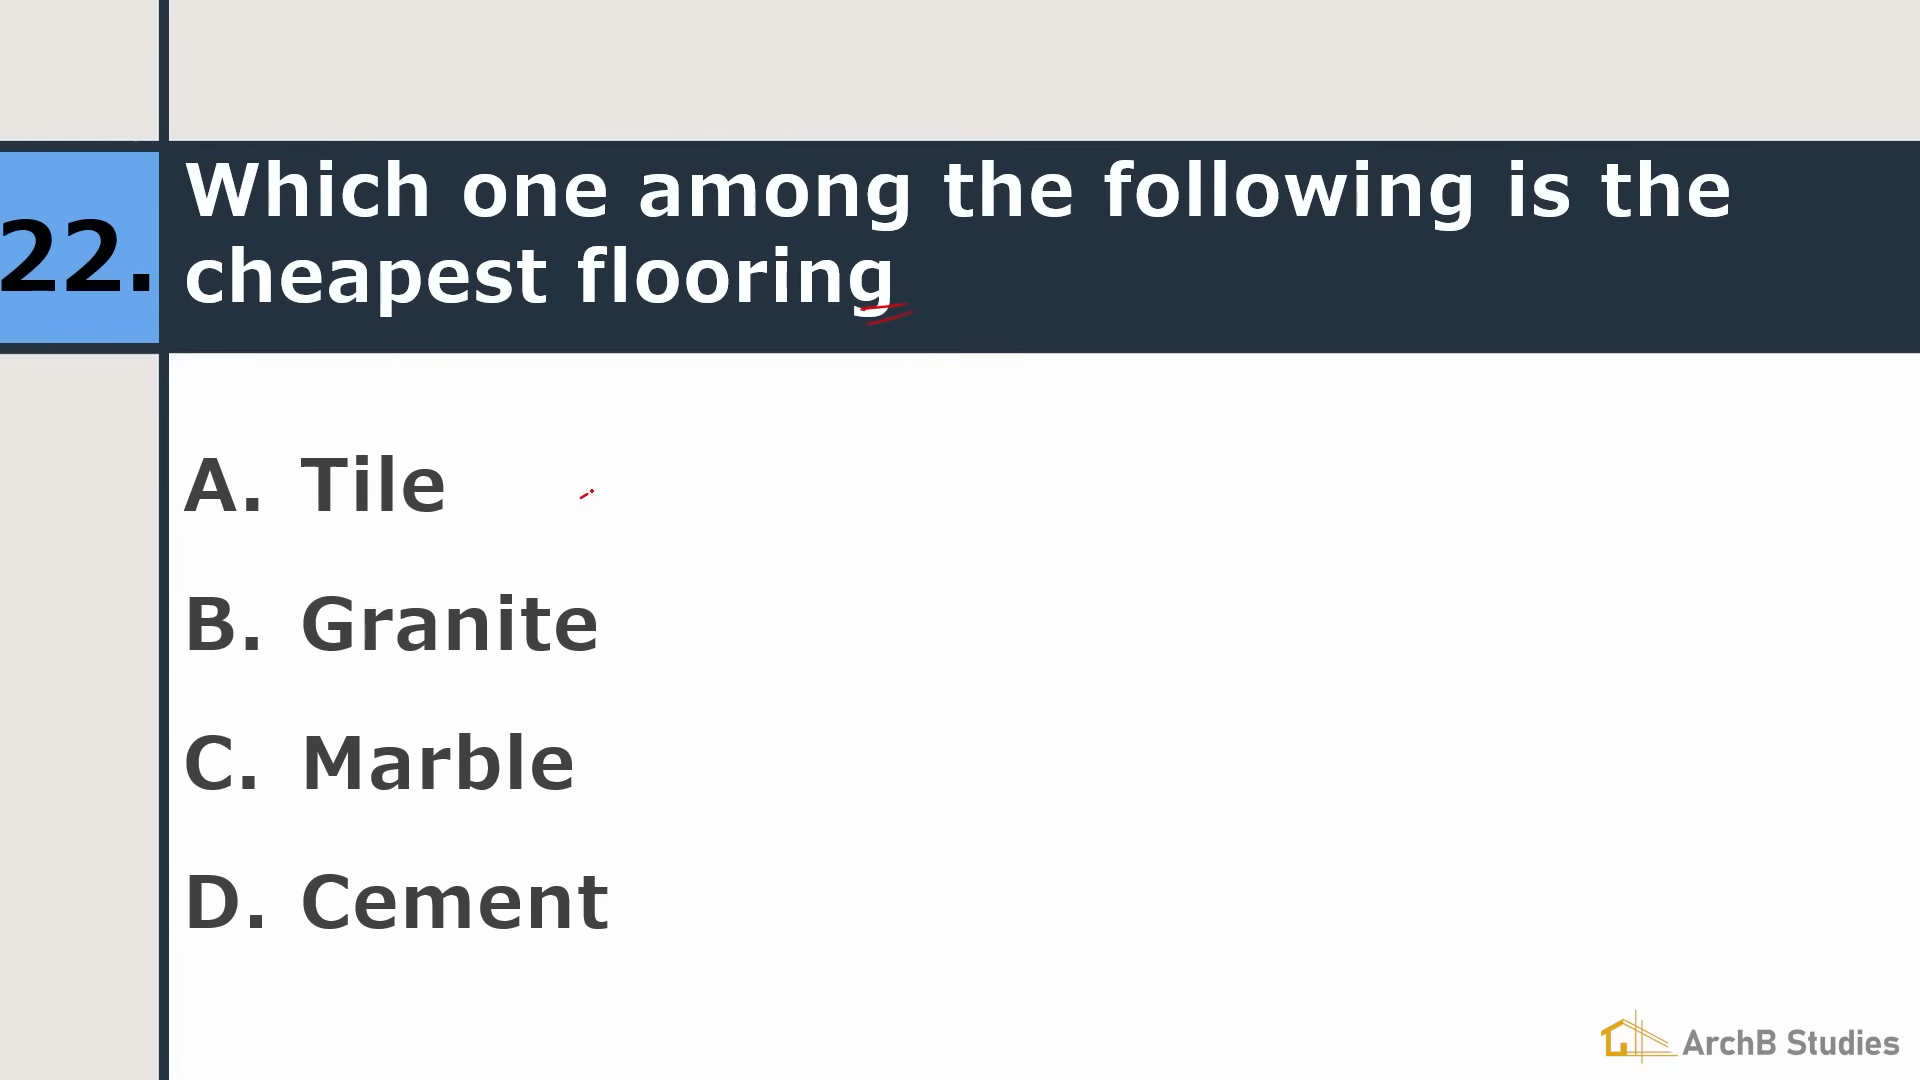 22.
Which one among the following is the
cheapest flooring
A. Tile
B. Granite
C. Marble
D. Cement
ArchB Studies